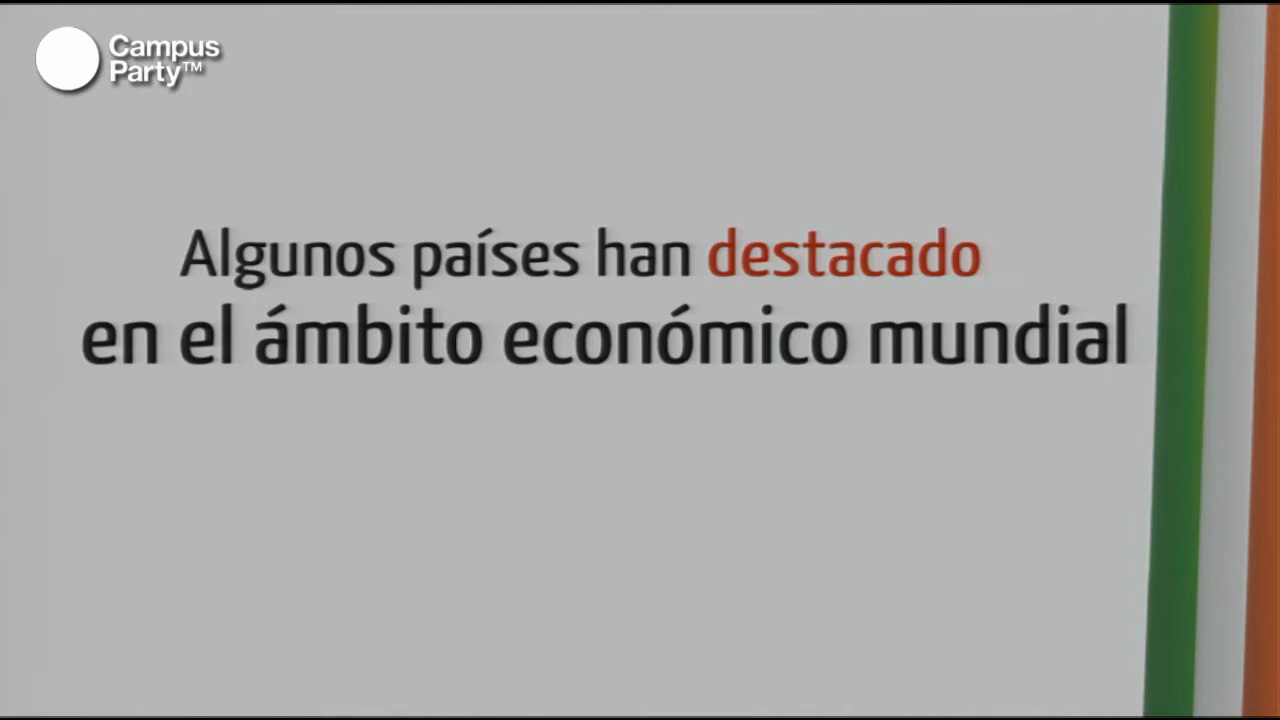 Campus
Party™
Algunos países han destacado
en el ámbito económico mundial